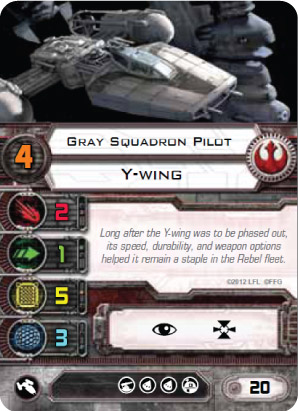 Gray Squadron Pilot
4
Y-wing
2
1
5
3
Long after the Y-wing was to be phased out,
its speed, durability, and weapon options
helped it remain a staple in the Rebel fleet.
©2012 LFL ©FFG
20